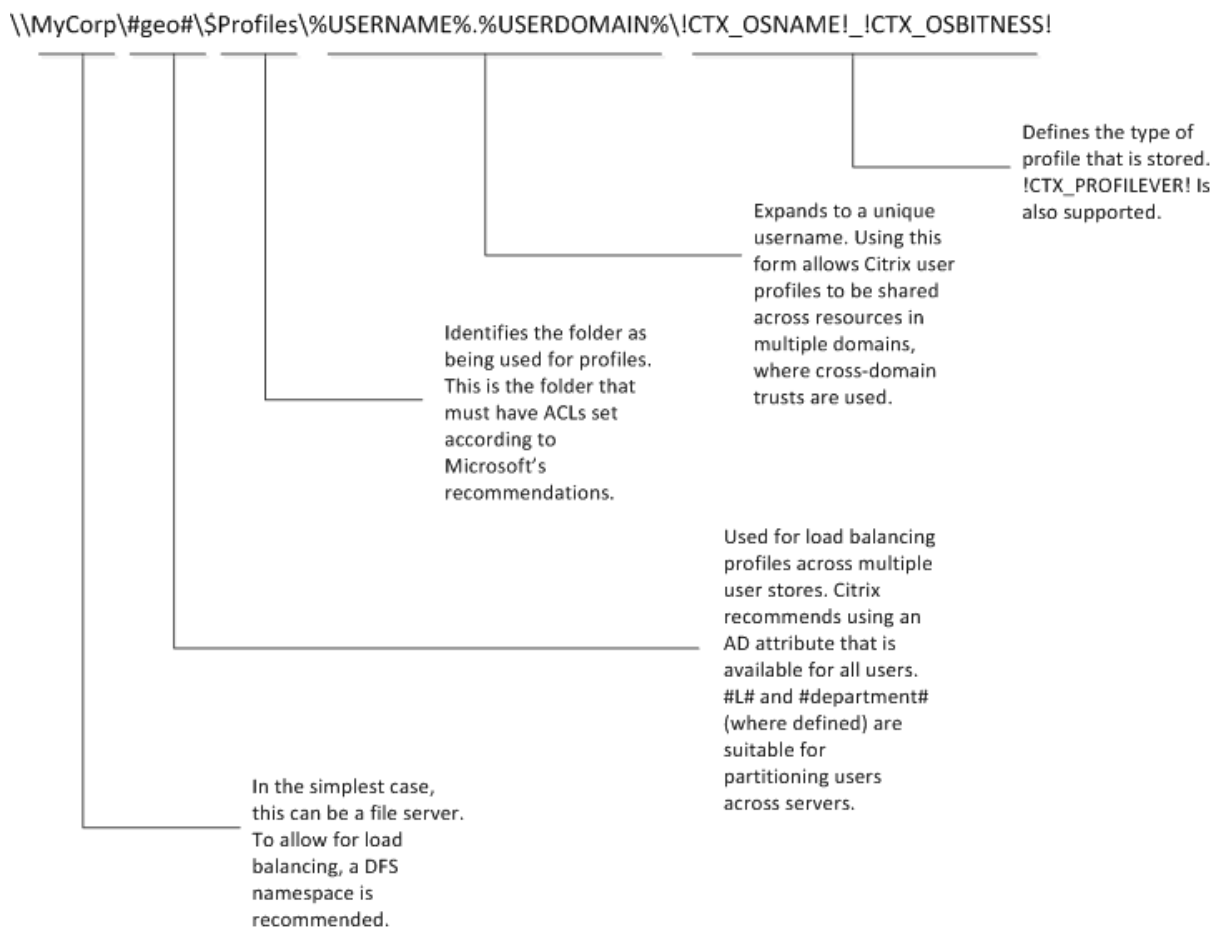 \\MyCorp\#geo#\$Profiles\%USERNAME%.%USERDOMAIN%\!CTX_OSNAME!_!CTX_OSBITNESS!
Defines the type of
profile that is stored.
!CTX_PROFILEVER! Is
also supported.
Expands to a unique
username. Using this
form allows Citrix user
profiles to be shared
across resources in
multiple domains,
where cross-domain
trusts are used.
Identifies the folder as
being used for profiles.
This is the folder that
must have ACLs set
according to
Microsoft’s
recommendations.
Used for load balancing
profiles across multiple
user stores. Citrix
recommends using an
AD attribute that is
available for all users.
#L# and #department#
(where defined) are
suitable for
partitioning users
across servers.
In the simplest case,
this can be a file server.
To allow for load
balancing, a DFS
namespace is
recommended.